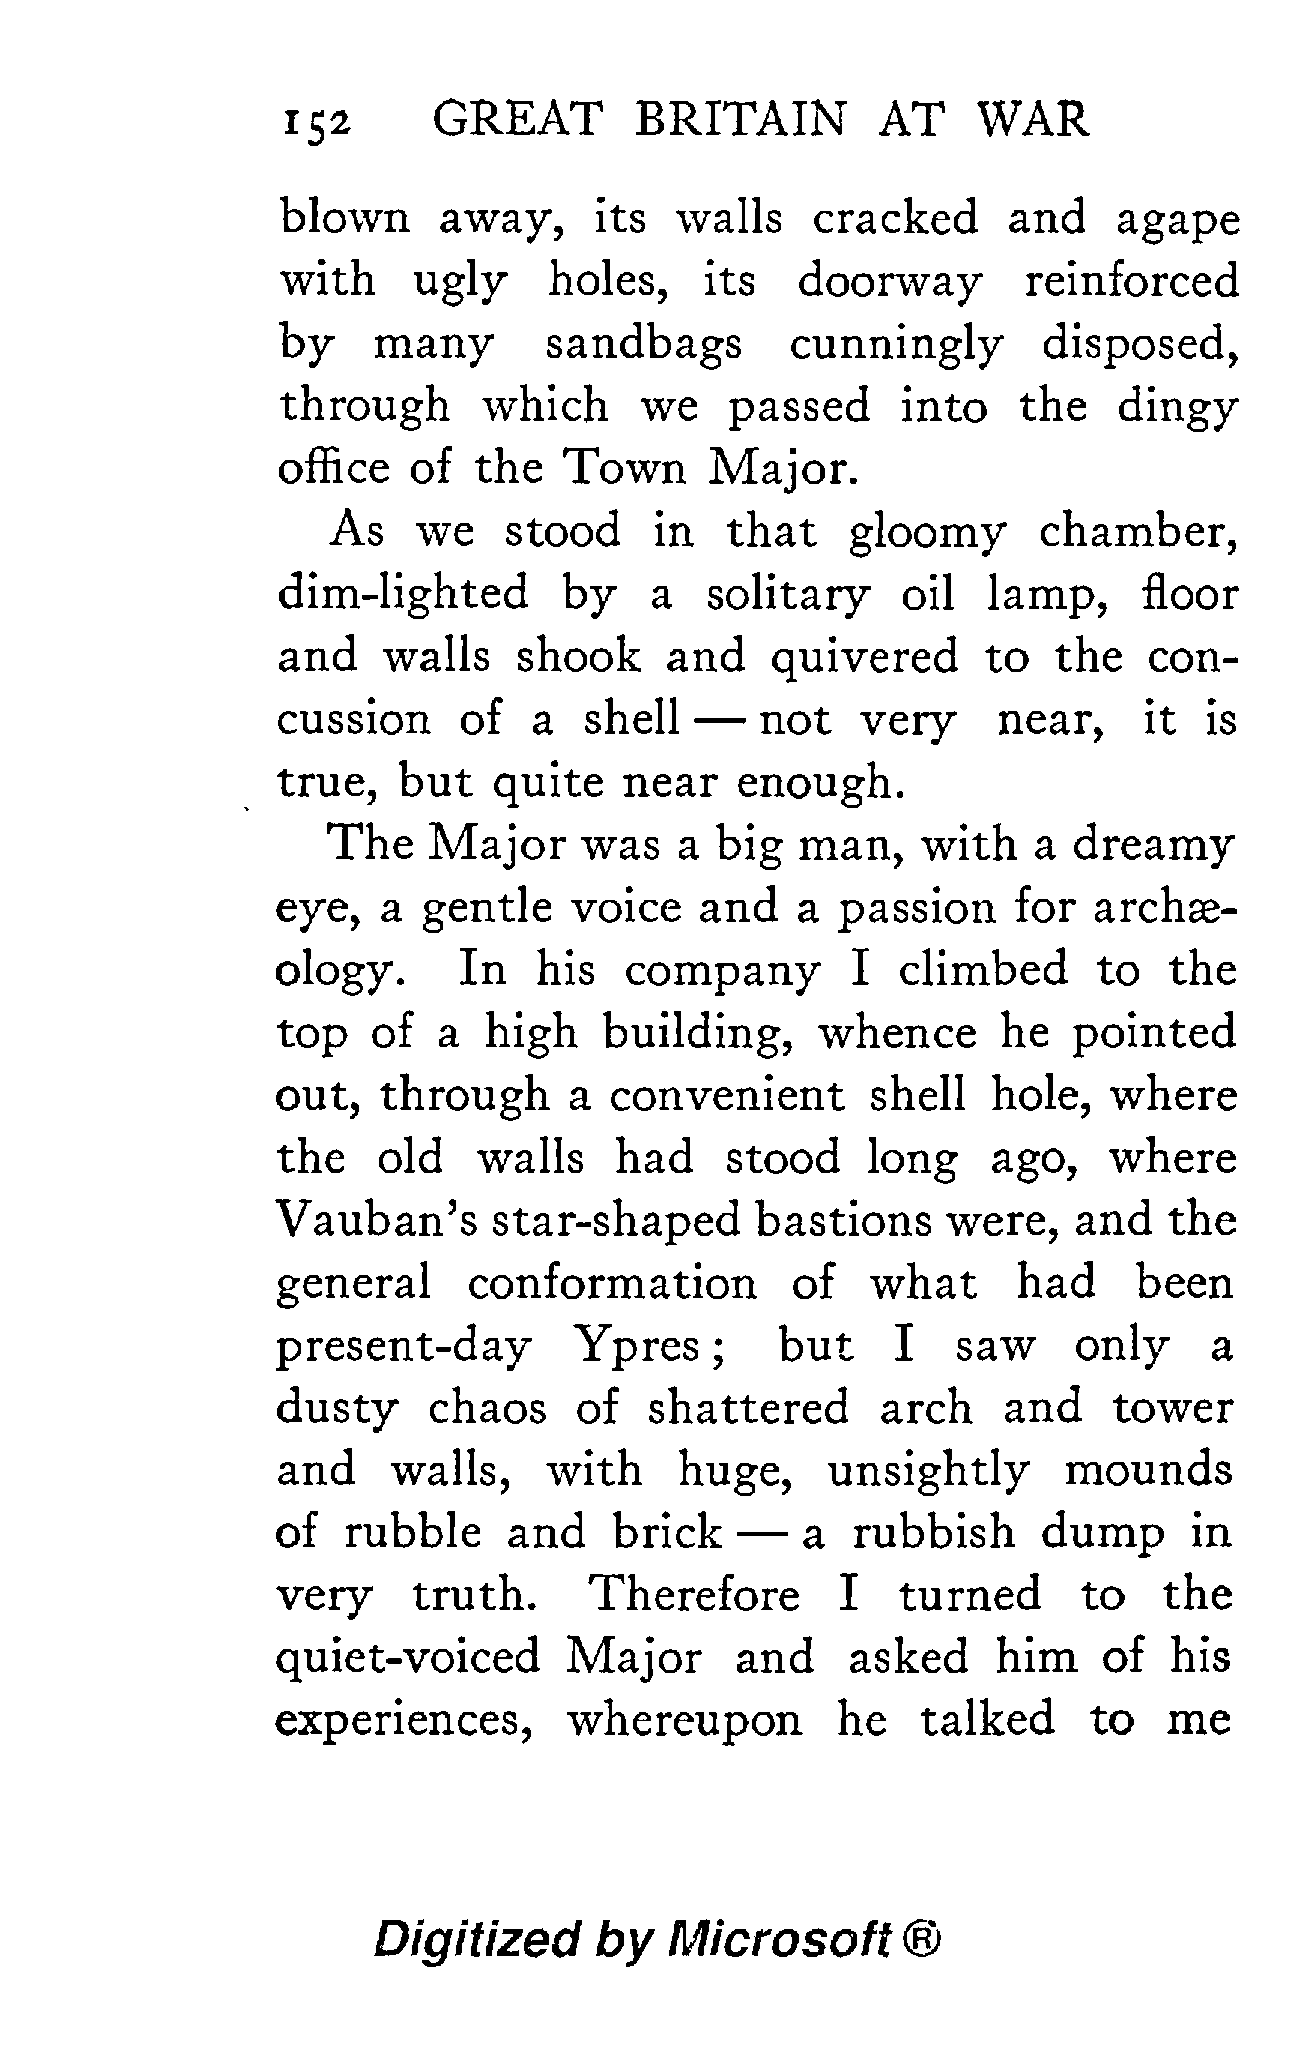 152 GREAT BRITAIN AT WAR
blown away, its walls cracked and agape
with ugly holes, its doorway reinforced
by many sandbags cunningly disposed,
through which we passed into the dingy
office of the Town Major.
As we stood in that gloomy chamber,
dim-lighted by a solitary oil lamp, floor
and walls shook and quivered to the con-
cussion of a shell — not very near, it is
true, but quite near enough.
The Major was a big man, with a dreamy
eye, a gentle voice and a passion for archæ-
ology. In his company I climbed to the
top of a high building, whence he pointed
out, through a convenient shell hole, where
the old walls had stood long ago, where
Vauban's star-shaped bastions were, and the
general conformation of what had been
present-day Ypres; but I saw only a
dusty chaos of shattered arch and tower
and walls, with huge, unsightly mounds
of rubble and brick — a rubbish dump in
very truth. Therefore I turned to the
quiet-voiced Major and asked him of his
experiences, whereupon he talked to me
Digitized by Microsoft ®